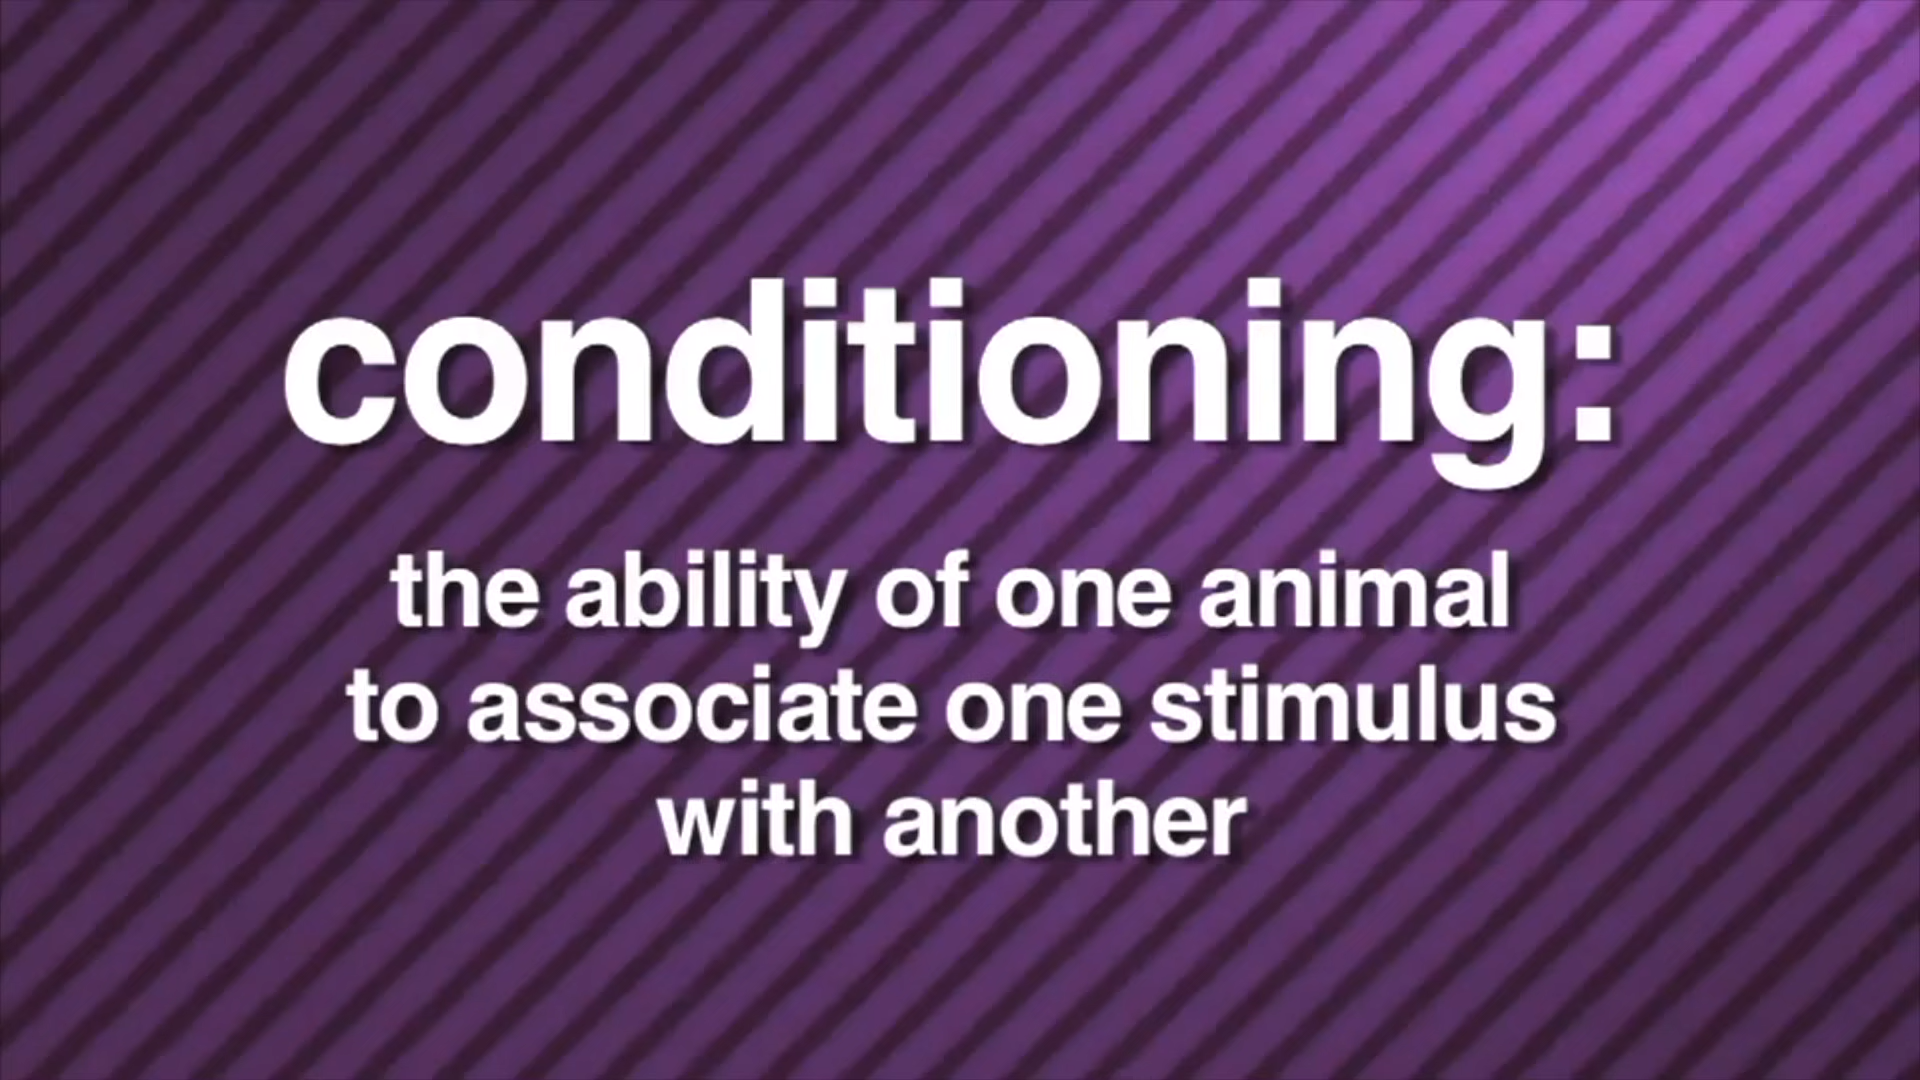 conditioning:
the ability of one animal
to associate one stimulus
with another